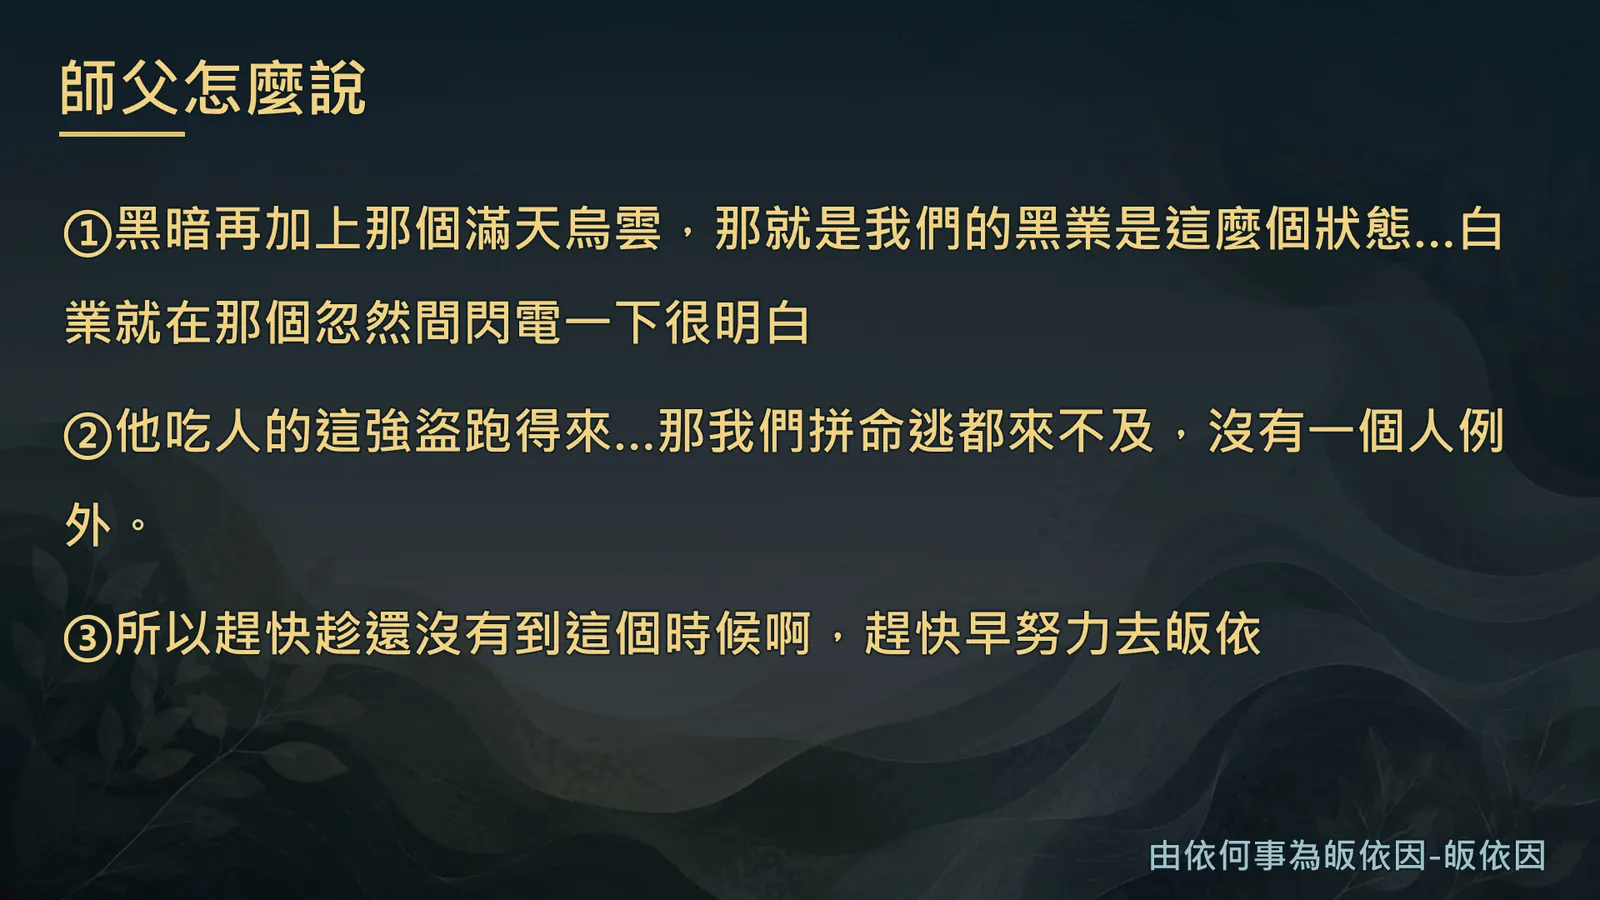 師父怎麼說
①黑暗再加上那個滿天烏雲，那就是我們的黑業是這麼個狀態...白
業就在那個忽然間閃電一下很明白
②他吃人的這強盜跑得來...那我們拼命逃都來不及，沒有一個人例
外。
③所以趕快趁還沒有到這個時候啊，趕快早努力去皈依
由依何事為皈依因-皈依因